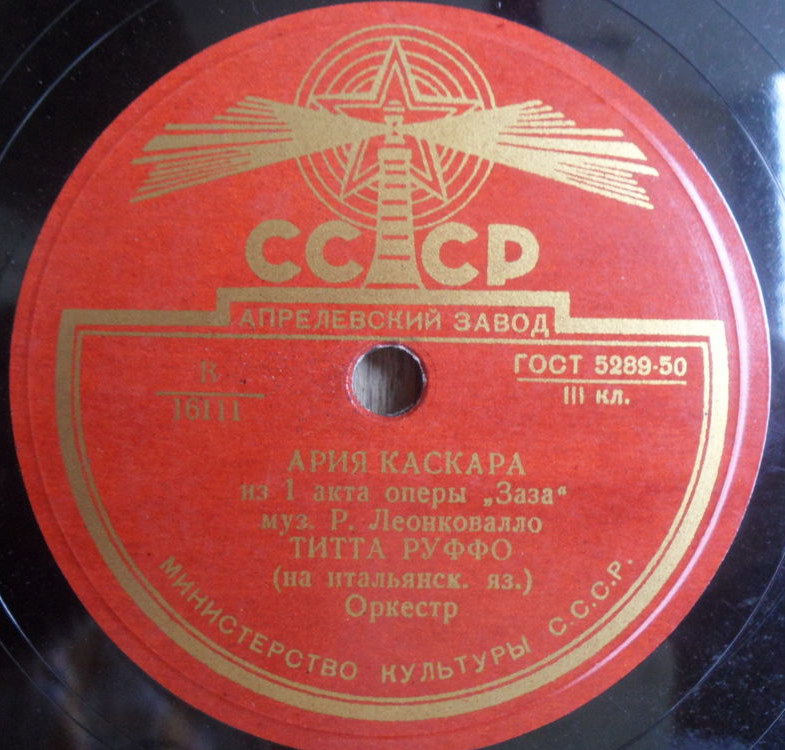 СССР
АПРЕЛЕВСКИЙ ЗАВОД
В
16111
ГОСТ 5289-50
III кл.
АРИЯ КАСКАРА
из 1 акта оперы „Заза“
муз. Р. Леонковалло
ТИТТА РУФФО
(на итальянск. яз.)
Оркестр
МИНИСТЕРСТВО КУЛЬТУРЫ С.С.С.Р.